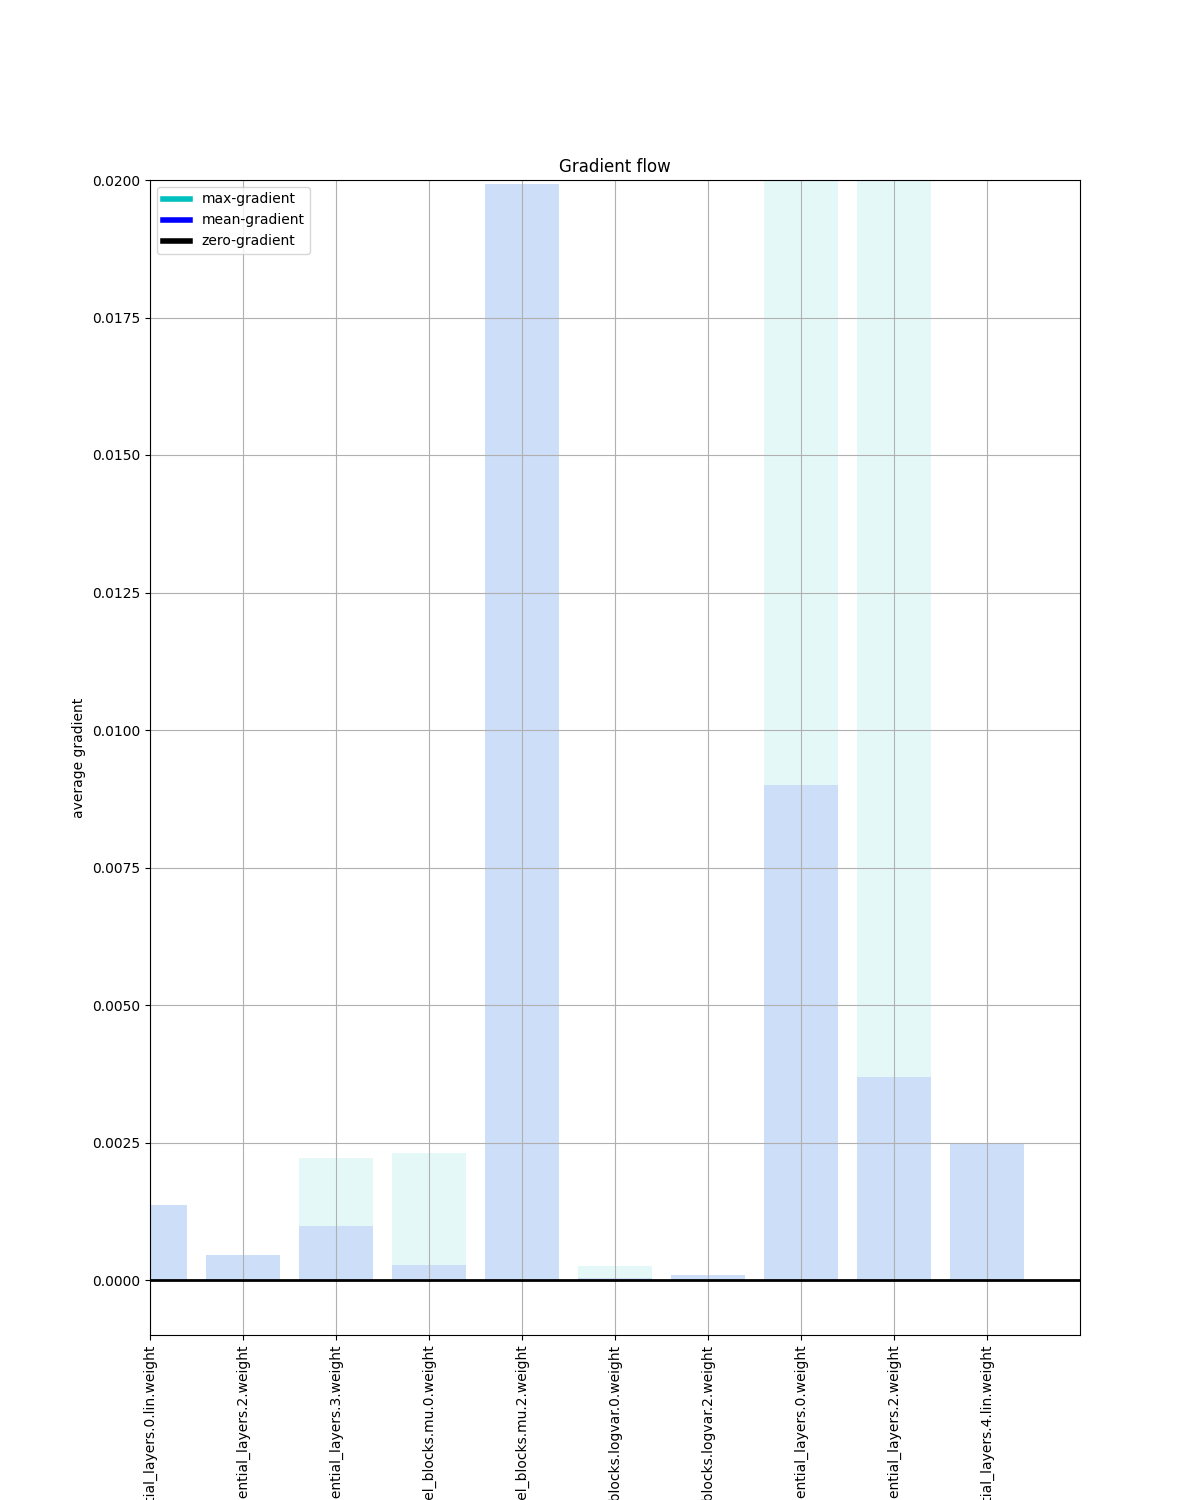 Gradient flow
max-gradient
mean-gradient
zero-gradient
0.0200
0.0175
0.0150
0.0125
0.0100
0.0075
0.0050
0.0025
0.0000
average gradient
tial_layers.0.lin.weight
ential_layers.2.weight
ential_layers.3.weight
el_blocks.mu.0.weight
el_blocks.mu.2.weight
blocks.logvar.0.weight
blocks.logvar.2.weight
ential_layers.0.weight
ential_layers.2.weight
tial_layers.4.lin.weight